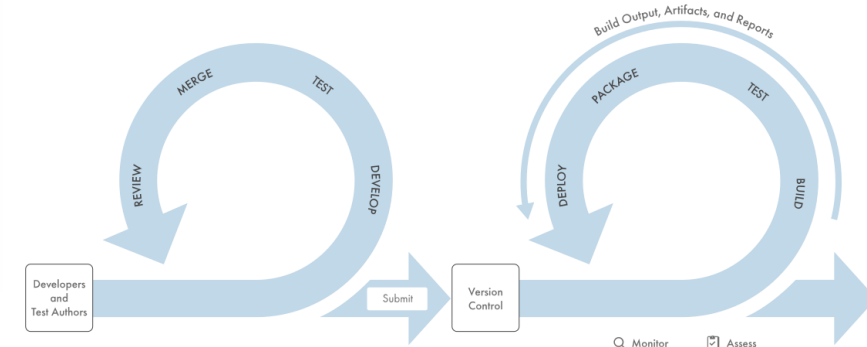 Build Output, Artifacts, and Reports
MERGE
TEST
REVIEW
DEVELOP
PACKAGE
TEST
DEPLOY
BUILD
Developers
and
Test Authors
Submit
Version
Control
Monitor
Assess